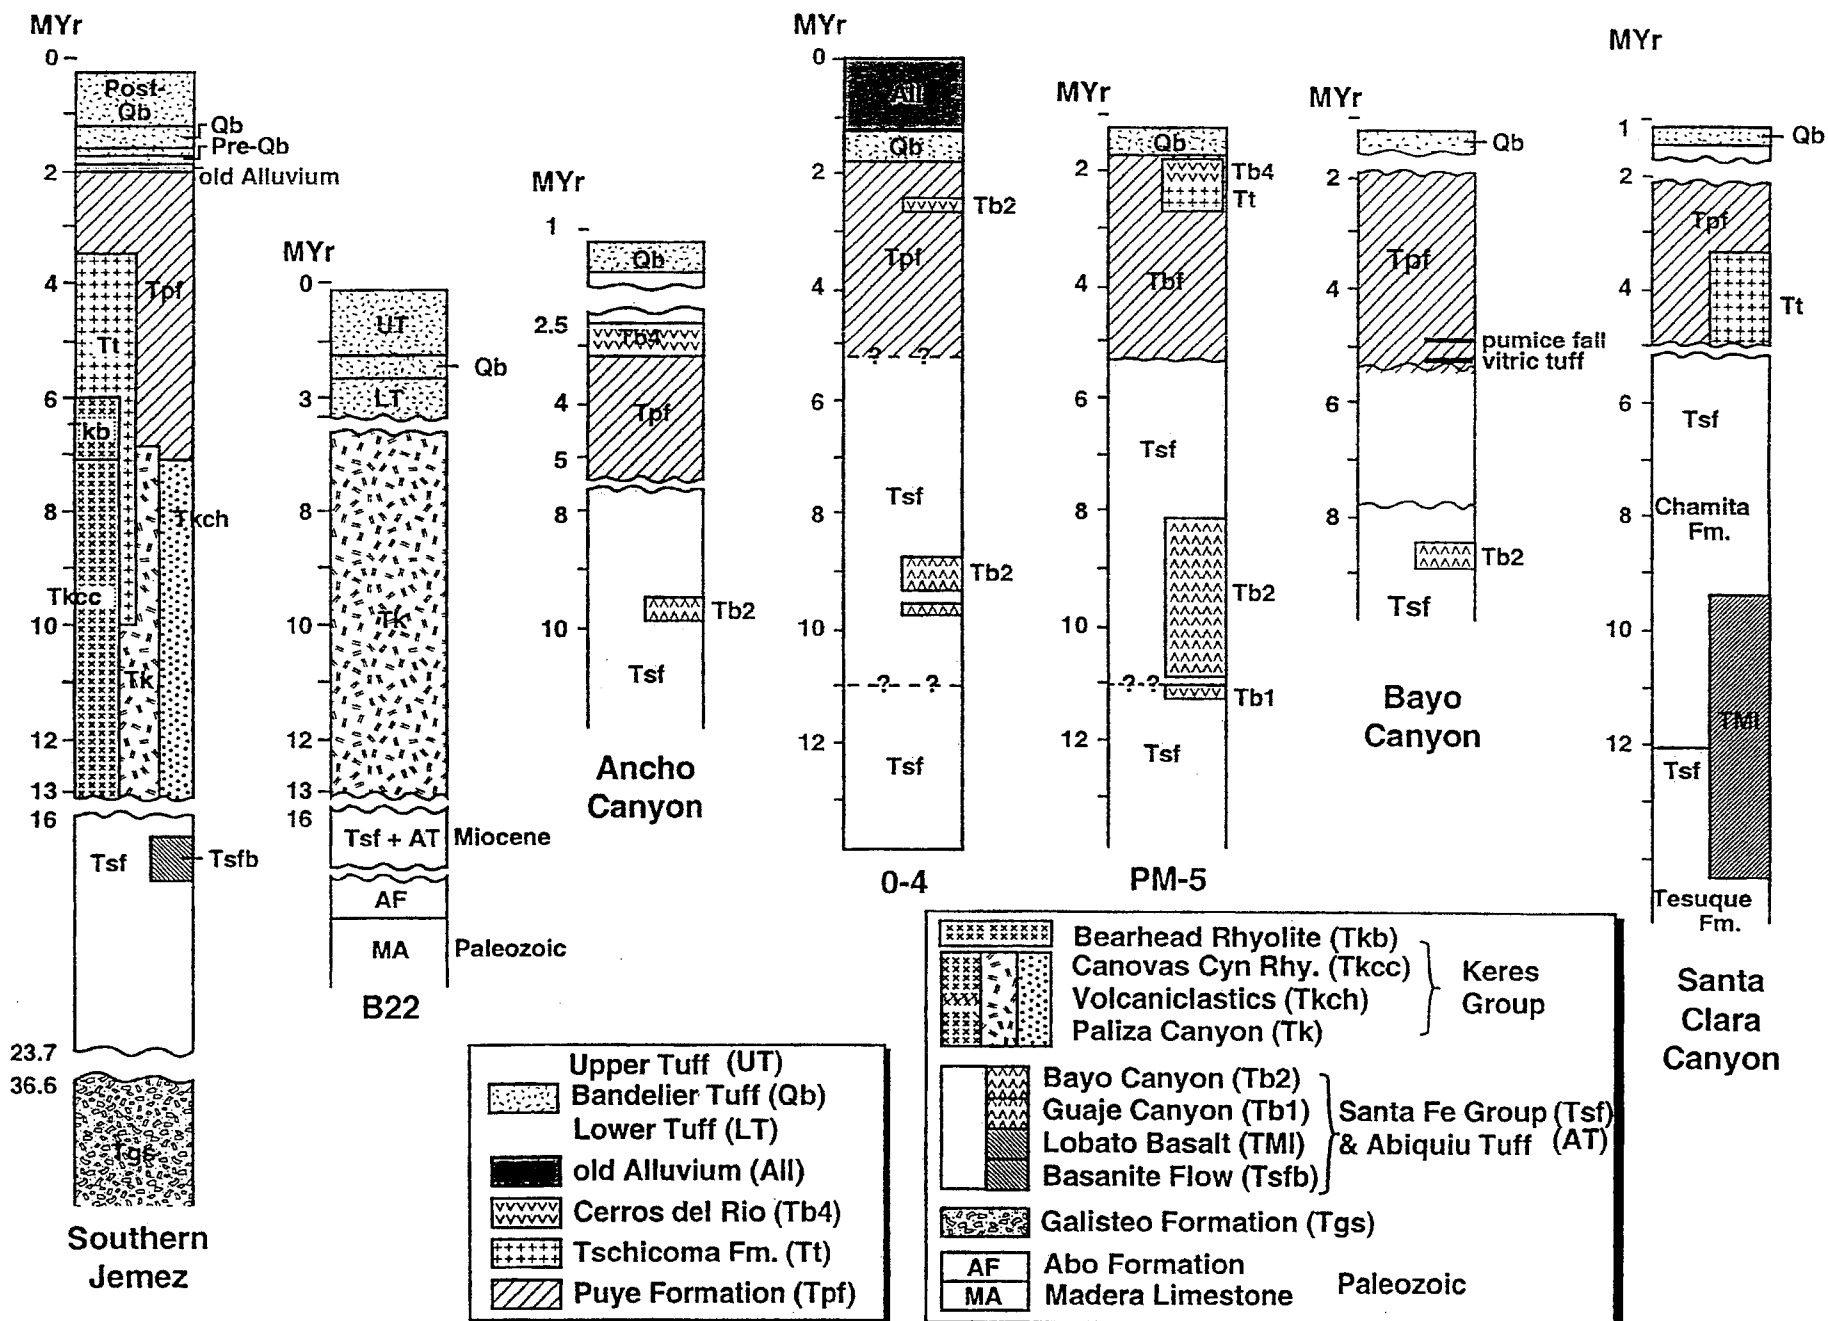 MYr
0
Post-
Qb
Qb
Pre-Qb
2
old Alluvium
4
Tpf
Tt
6
Tkb
8
Tkch
Tkcc
10
Tk
12
13
16
Tsf
Tsfb
23.7
36.6
Tgs
Southern
Jemez
MYr
0
UT
Qb
3
LT
8
10
Tk
12
13
16
Tsf + AT
Miocene
AF
MA
Paleozoic
B22
MYr
1
Qb
2.5
Tb4
4
Tpf
5
8
Tb2
10
Tsf
Ancho
Canyon
MYr
0
All
Qb
2
Tb2
Tpf
4
? ?
6
Tsf
8
Tb2
10
? ?
12
Tsf
0-4
MYr
Qb
2
Tb4
Tt
4
Tbf
6
Tsf
8
Tb2
10
? ?
Tb1
12
Tsf
PM-5
MYr
Qb
2
Tpf
4
pumice fall
vitric tuff
6
8
Tb2
Tsf
Bayo
Canyon
MYr
1
Qb
2
Tpf
4
Tt
6
Tsf
8
Chamita
Fm.
10
TMl
12
Tsf
Tesuque
Fm.
Santa
Clara
Canyon
Upper Tuff (UT)
Bandelier Tuff (Qb)
Lower Tuff (LT)
old Alluvium (All)
Cerros del Rio (Tb4)
Tschicoma Fm. (Tt)
Puye Formation (Tpf)
Bearhead Rhyolite (Tkb)
Canovas Cyn Rhy. (Tkcc)
Volcaniclastics (Tkch)
Paliza Canyon (Tk)
Keres
Group
Bayo Canyon (Tb2)
Guaje Canyon (Tb1)
Lobato Basalt (TMl)
Basanite Flow (Tsfb)
Santa Fe Group (Tsf)
& Abiquiu Tuff (AT)
Galisteo Formation (Tgs)
AF Abo Formation
MA Madera Limestone
Paleozoic